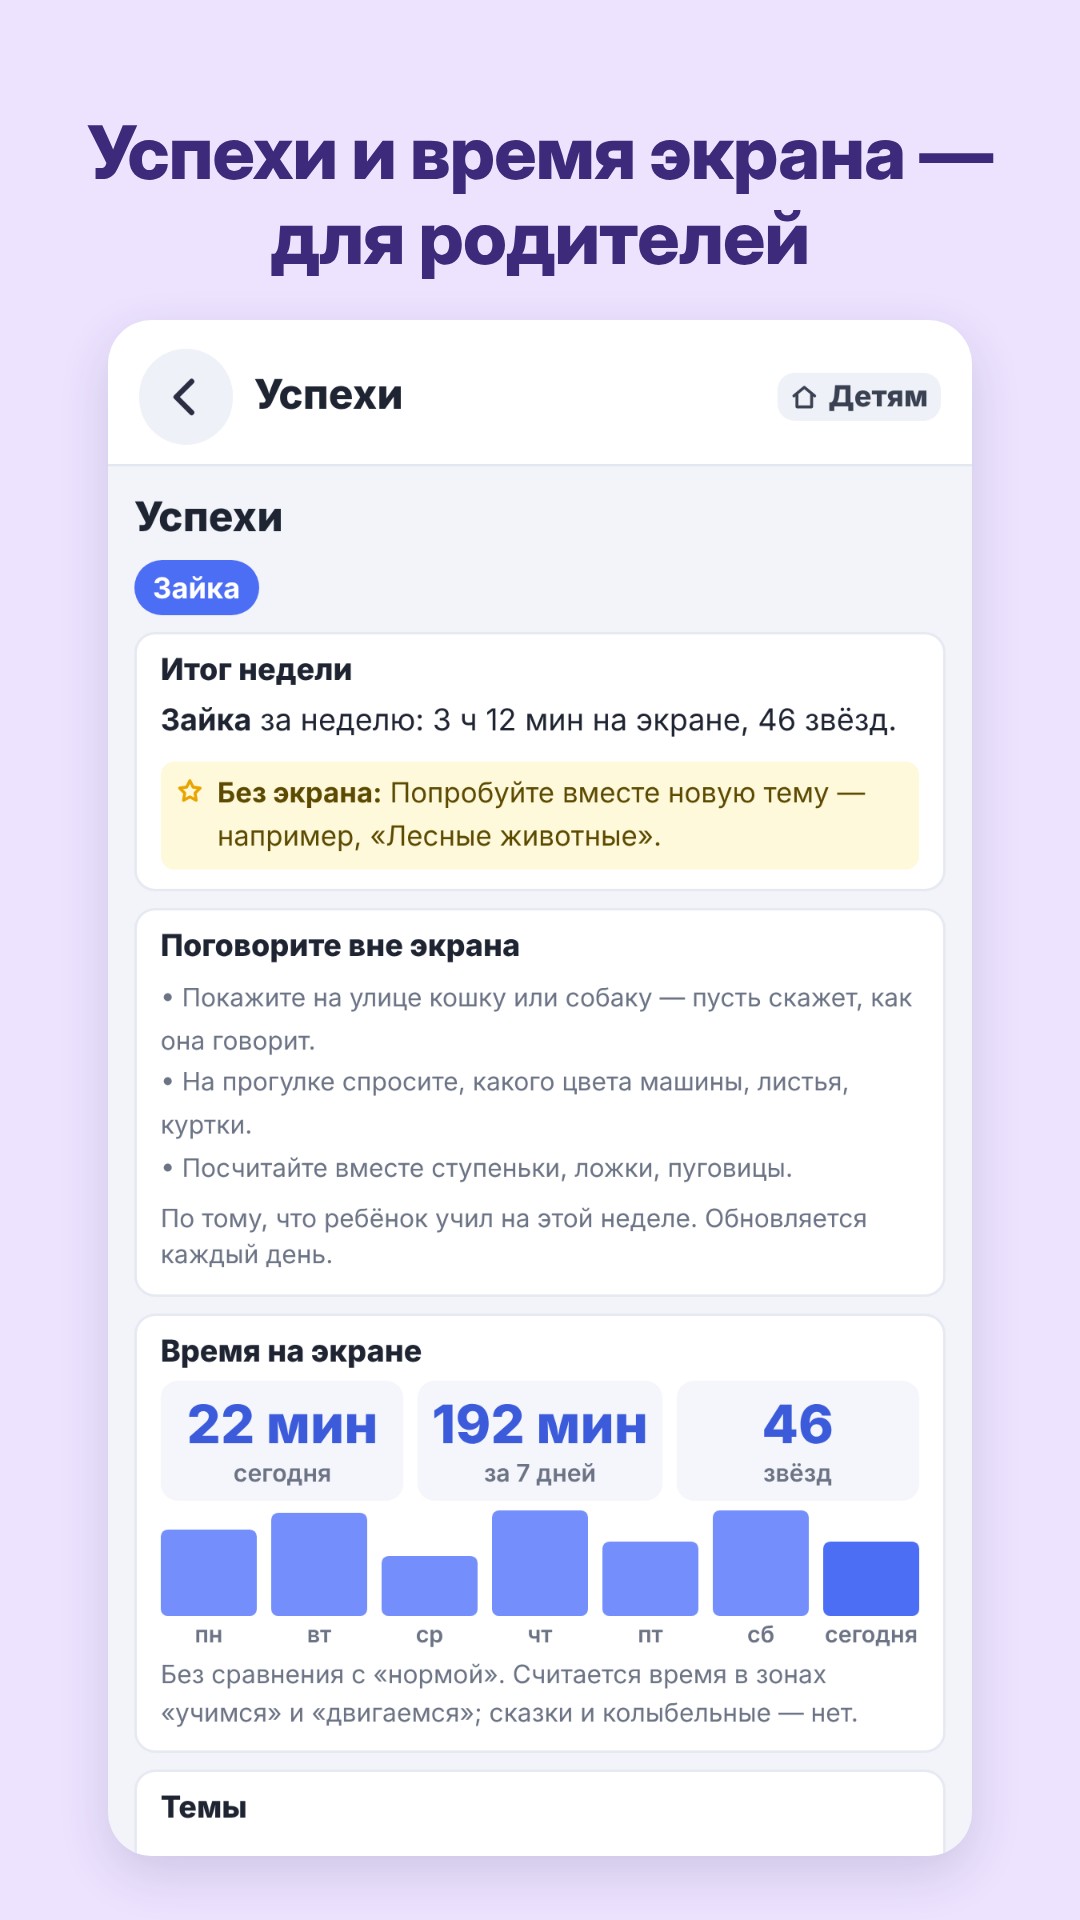 Успехи и время экрана —
для родителей
Успехи
Детям
Успехи
Зайка
Итог недели
Зайка за неделю: 3 ч 12 мин на экране, 46 звёзд.
Без экрана: Попробуйте вместе новую тему —
например, «Лесные животные».
Поговорите вне экрана
• Покажите на улице кошку или собаку — пусть скажет, как
она говорит.
• На прогулке спросите, какого цвета машины, листья,
куртки.
• Посчитайте вместе ступеньки, ложки, пуговицы.
По тому, что ребёнок учил на этой неделе. Обновляется
каждый день.
Время на экране
22 мин 192 мин 46
сегодня за 7 дней звёзд
пн вт ср чт пт сб сегодня
Без сравнения с «нормой». Считается время в зонах
«учимся» и «двигаемся»; сказки и колыбельные — нет.
Темы